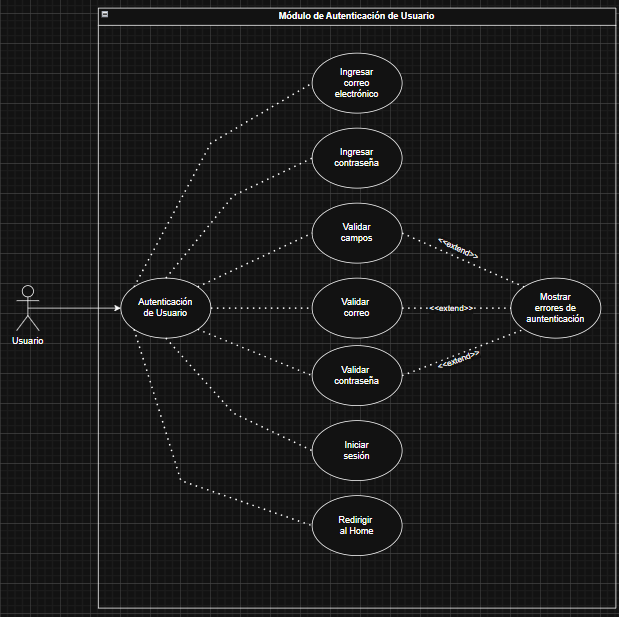 Módulo de Autenticación de Usuario
Ingresar
correo
electrónico
Ingresar
contraseña
Validar
campos
<<extend>>
Usuario
Autenticación
de Usuario
Validar
correo
<<extend>>
Mostrar
errores de
auntenticación
Validar
contraseña
<<extend>>
Iniciar
sesión
Redirigir
al Home